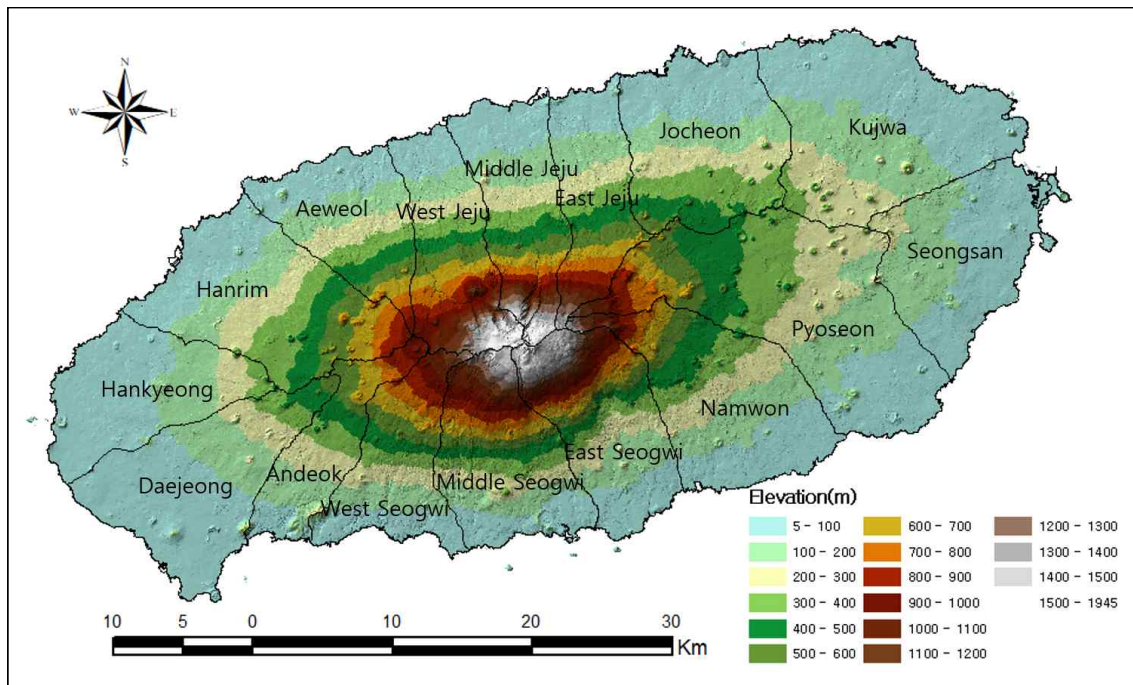 N
W E
S
Jocheon
Kujwa
Middle Jeju
East Jeju
Aeweol
West Jeju
Seongsan
Hanrim
Pyoseon
Hankyeong
Namwon
East Seogwi
Andeok
Middle Seogwi
Daejeong
West Seogwi
Elevation(m)
5 - 100
100 - 200
200 - 300
300 - 400
400 - 500
500 - 600
600 - 700
700 - 800
800 - 900
900 - 1000
1000 - 1100
1100 - 1200
1200 - 1300
1300 - 1400
1400 - 1500
1500 - 1945
10 5 0 10 20 30
Km